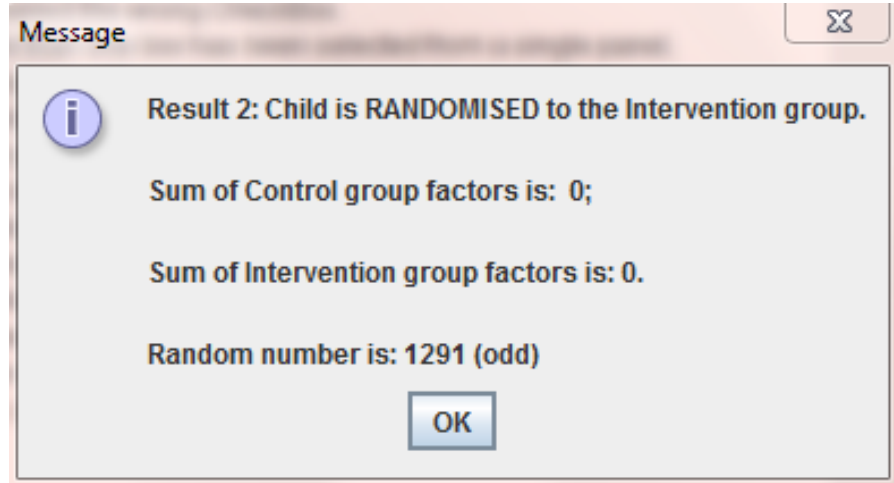 Message
Result 2: Child is RANDOMISED to the Intervention group.
Sum of Control group factors is: 0;
Sum of Intervention group factors is: 0.
Random number is: 1291 (odd)
OK